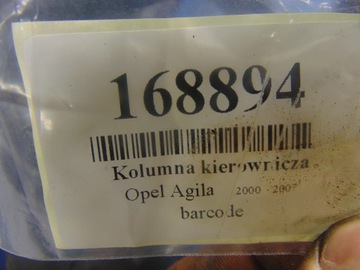 168894
Kolumna kierownicza
Opel Agila 2000 - 2007
barcode